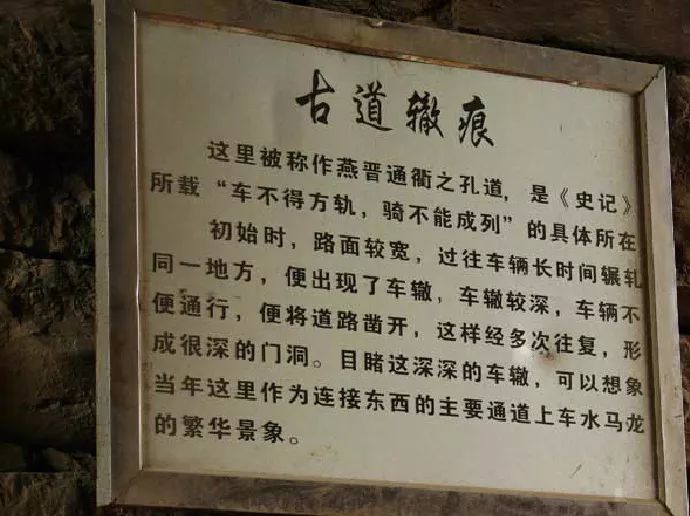 古道辙痕
这里被称作燕晋通衢之孔道，是《史记》
所载“车不得方轨，骑不能成列”的具体所在
初始时，路面较宽，过往车辆长时间辗轧
同一地方，便出现了车辙，车辙较深，车辆不
便通行，便将道路凿开，这样经多次往复，形
成很深的门洞。目睹这深深的车辙，可以想象
当年这里作为连接东西的主要通道上车水马龙
的繁华景象。